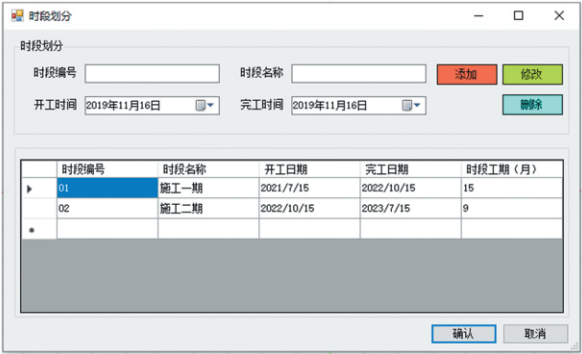 时段划分
时段划分
时段编号 时段名称 添加 修改
开工时间 2019年11月16日 完工时间 2019年11月16日 删除
时段编号 时段名称 开工日期 完工日期 时段工期（月）
01 施工一期 2021/7/15 2022/10/15 15
02 施工二期 2022/10/15 2023/7/15 9
*
确认 取消